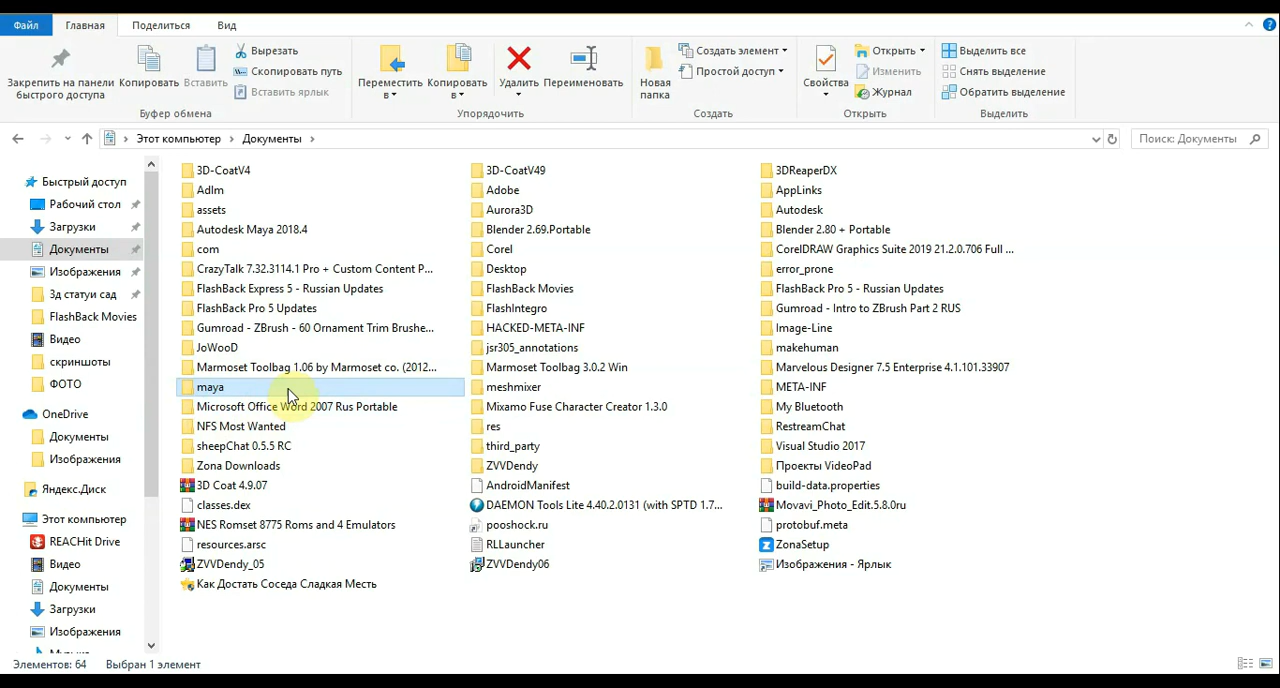 Файл Главная Поделиться Вид
Закрепить на панели быстрого доступа
Копировать
Вставить
Вырезать
Скопировать путь
Вставить ярлык
Буфер обмена
Переместить в
Копировать в
Удалить
Переименовать
Упорядочить
Новая папка
Создать элемент
Простой доступ
Создать
Свойства
Открыть
Изменить
Журнал
Открыть
Выделить все
Снять выделение
Обратить выделение
Выделить
Этот компьютер Документы
Поиск: Документы
Быстрый доступ
Рабочий стол
Загрузки
Документы
Изображения
3д статуи сад
FlashBack Movies
Видео
скриншоты
ФОТО
OneDrive
Документы
Изображения
Яндекс.Диск
Этот компьютер
REACHit Drive
Видео
Документы
Загрузки
Изображения
Музыка
3D-CoatV4 3D-CoatV49 3DReaperDX
Adlm Adobe AppLinks
assets Aurora3D Autodesk
Autodesk Maya 2018.4 Blender 2.69.Portable Blender 2.80 + Portable
com Corel CorelDRAW Graphics Suite 2019 21.2.0.706 Full ...
CrazyTalk 7.32.3114.1 Pro + Custom Content P... Desktop error_prone
FlashBack Express 5 - Russian Updates FlashBack Movies FlashBack Pro 5 - Russian Updates
FlashBack Pro 5 Updates FlashIntegro Gumroad - Intro to ZBrush Part 2 RUS
Gumroad - ZBrush - 60 Ornament Trim Brushe... HACKED-META-INF Image-Line
JoWooD jsr305_annotations makehuman
Marmoset Toolbag 1.06 by Marmoset co. (2012... Marmoset Toolbag 3.0.2 Win Marvelous Designer 7.5 Enterprise 4.1.101.33907
maya meshmixer META-INF
Microsoft Office Word 2007 Rus Portable Mixamo Fuse Character Creator 1.3.0 My Bluetooth
NFS Most Wanted res RestreamChat
sheepChat 0.5.5 RC third_party Visual Studio 2017
Zona Downloads ZVVDendy Проекты VideoPad
3D Coat 4.9.07 AndroidManifest build-data.properties
classes.dex DAEMON Tools Lite 4.40.2.0131 (with SPTD 1.7... Movavi_Photo_Edit.5.8.0ru
NES Romset 8775 Roms and 4 Emulators pooshock.ru protobuf.meta
resources.arsc RLLauncher ZonaSetup
ZVVDendy_05 ZVVDendy06 Изображения - Ярлык
Как Достать Соседа Сладкая Месть
Элементов: 64 Выбран 1 элемент